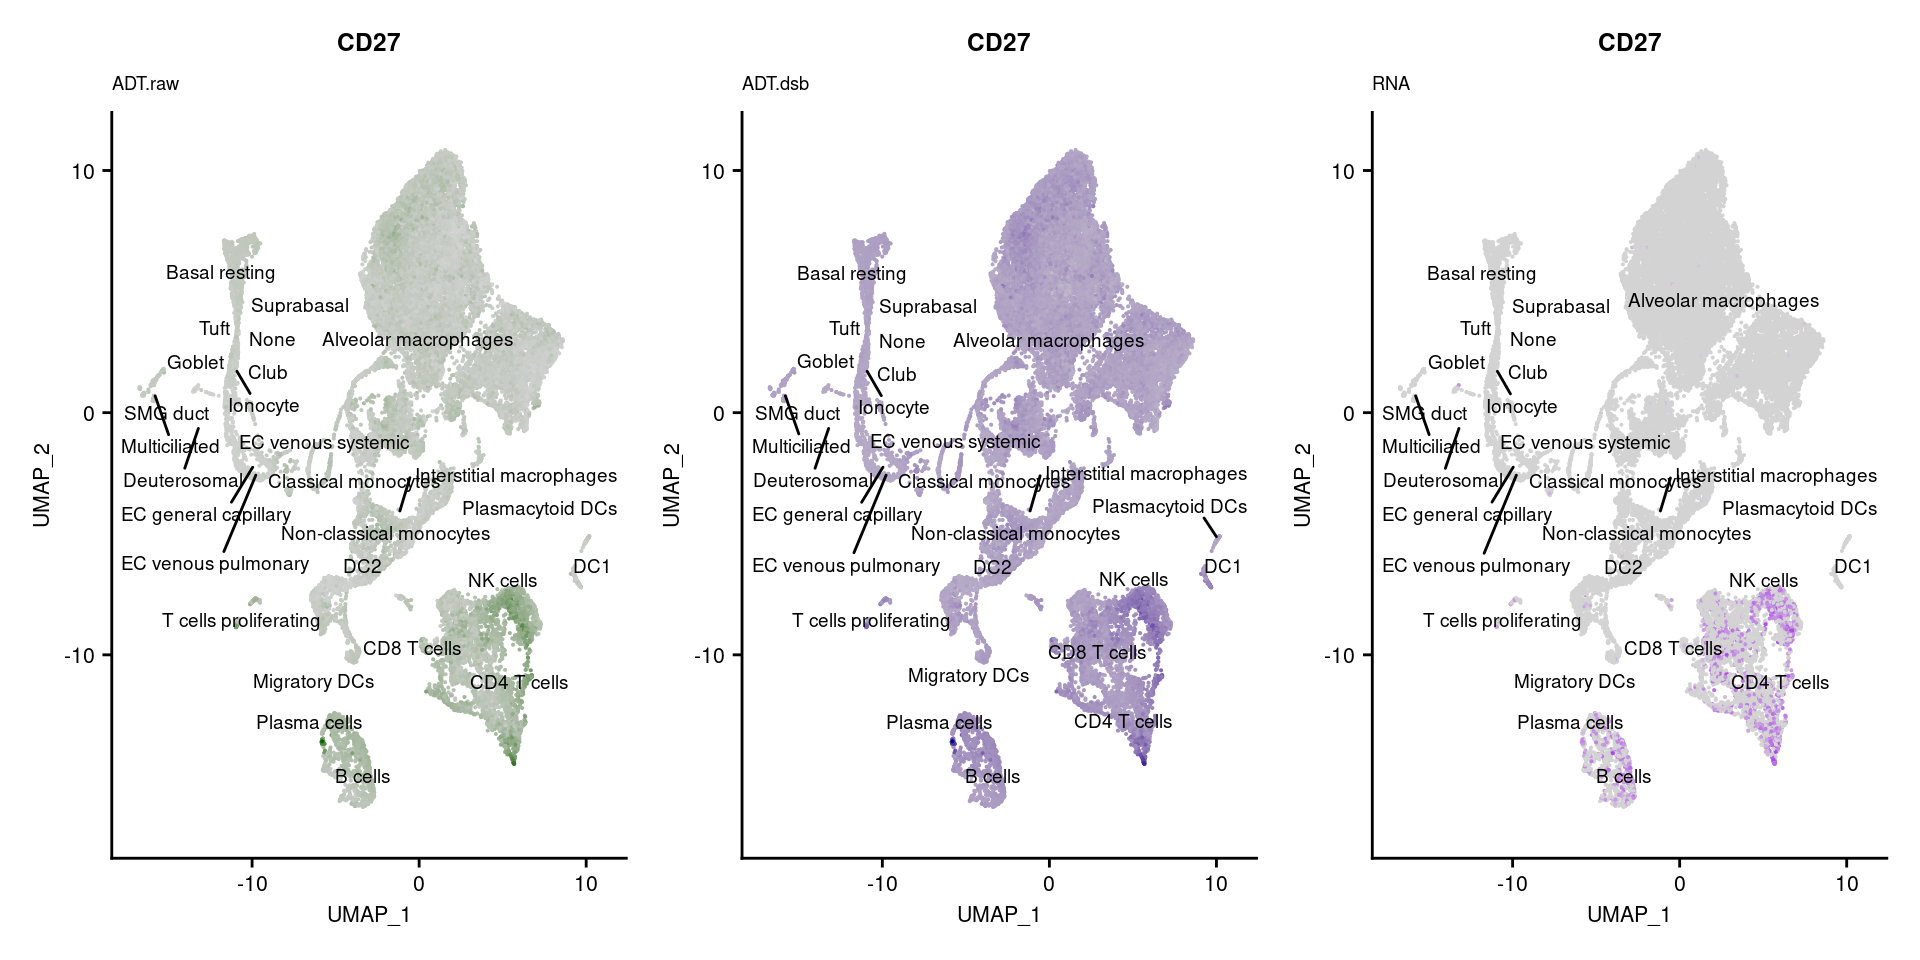 CD27
ADT.raw
10
0
-10
UMAP_2
Basal resting
Suprabasal
Tuft
None
Alveolar macrophages
Goblet
Club
SMG duct
Ionocyte
Multiciliated
EC venous systemic
Deuterosomal
Classical monocytes
Interstitial macrophages
EC general capillary
Plasmacytoid DCs
Non-classical monocytes
EC venous pulmonary
DC2
DC1
NK cells
T cells proliferating
CD8 T cells
Migratory DCs
CD4 T cells
Plasma cells
B cells
-10
0
10
UMAP_1
CD27
ADT.dsb
10
0
-10
UMAP_2
Basal resting
Suprabasal
Tuft
None
Alveolar macrophages
Goblet
Club
SMG duct
Ionocyte
Multiciliated
EC venous systemic
Deuterosomal
Classical monocytes
Interstitial macrophages
EC general capillary
Plasmacytoid DCs
Non-classical monocytes
EC venous pulmonary
DC2
DC1
NK cells
T cells proliferating
CD8 T cells
Migratory DCs
Plasma cells
CD4 T cells
B cells
-10
0
10
UMAP_1
CD27
RNA
10
0
-10
UMAP_2
Basal resting
Suprabasal
Alveolar macrophages
Tuft
None
Goblet
Club
SMG duct
Ionocyte
Multiciliated
EC venous systemic
Deuterosomal
Classical monocytes
Interstitial macrophages
EC general capillary
Plasmacytoid DCs
Non-classical monocytes
EC venous pulmonary
DC2
DC1
NK cells
T cells proliferating
CD8 T cells
Migratory DCs
CD4 T cells
Plasma cells
B cells
-10
0
10
UMAP_1